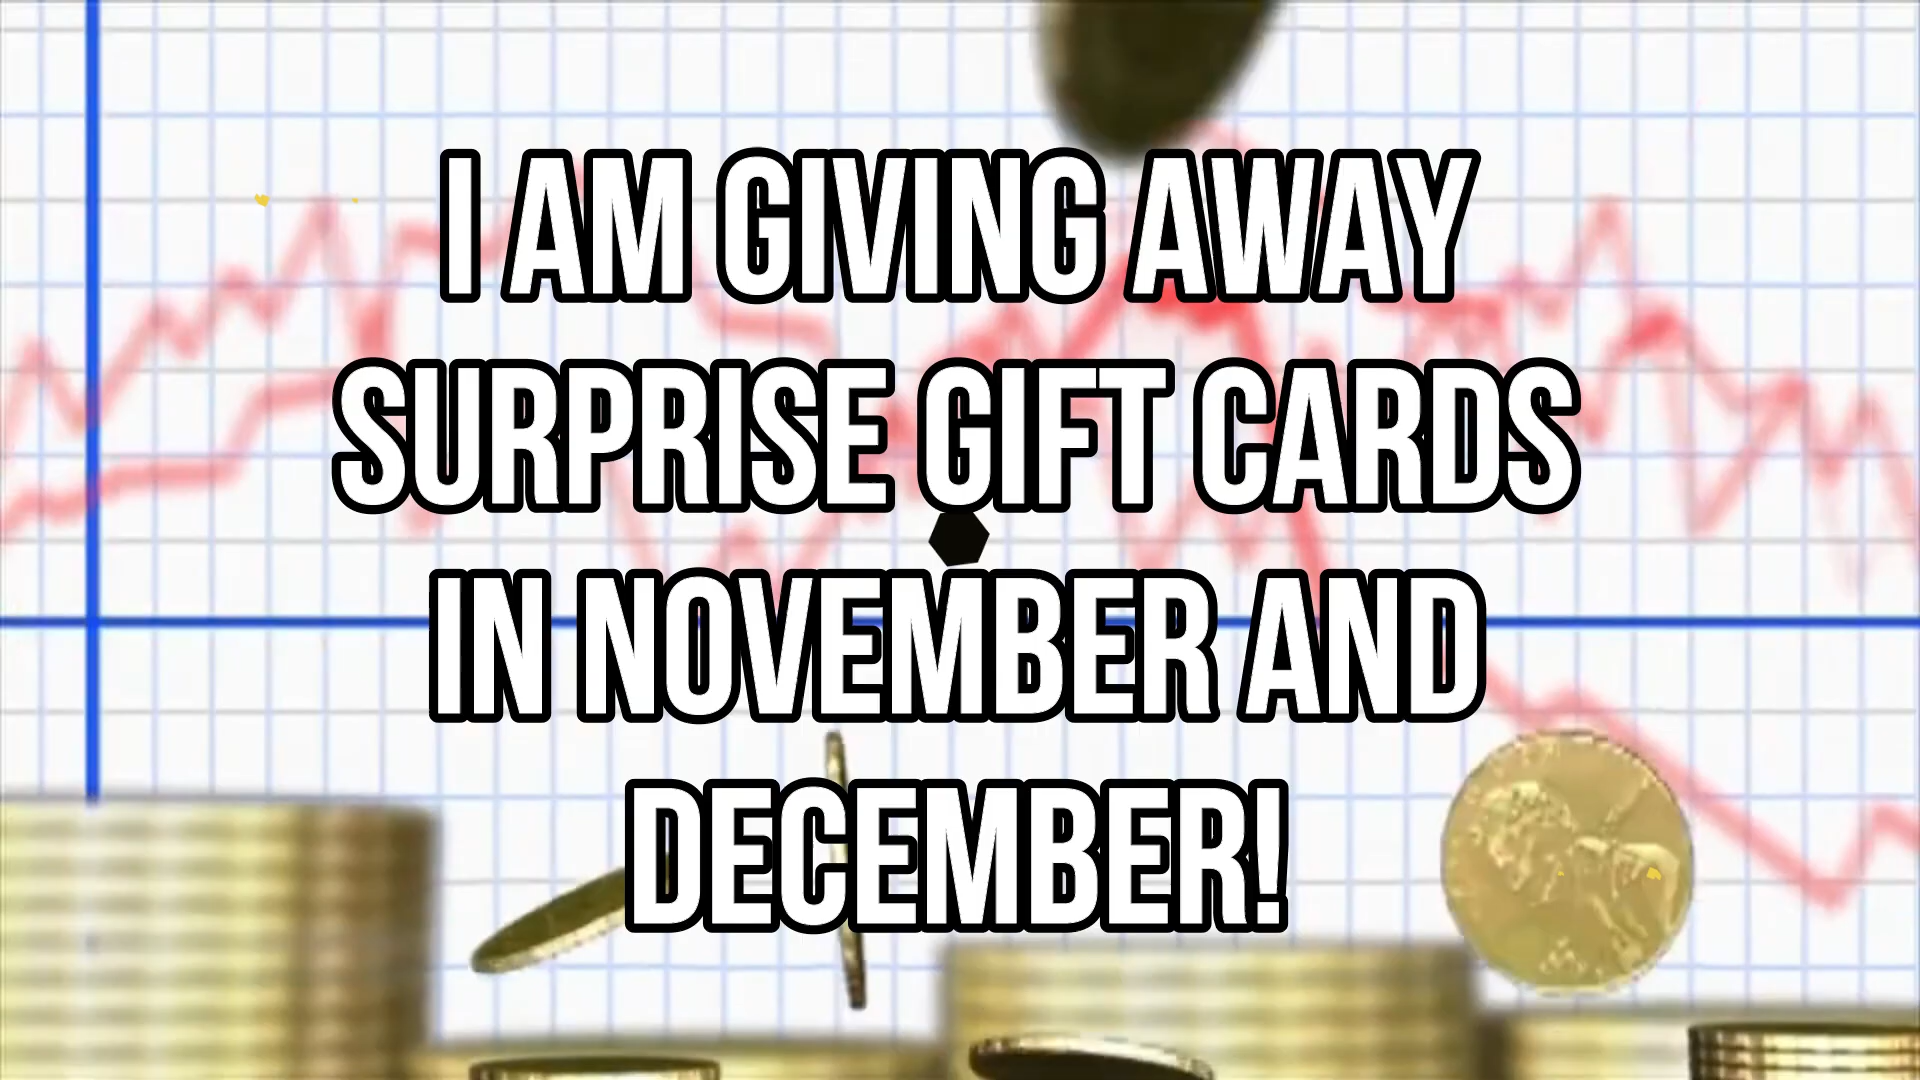 I AM GIVING AWAY
SURPRISE GIFT CARDS
IN NOVEMBER AND
DECEMBER!